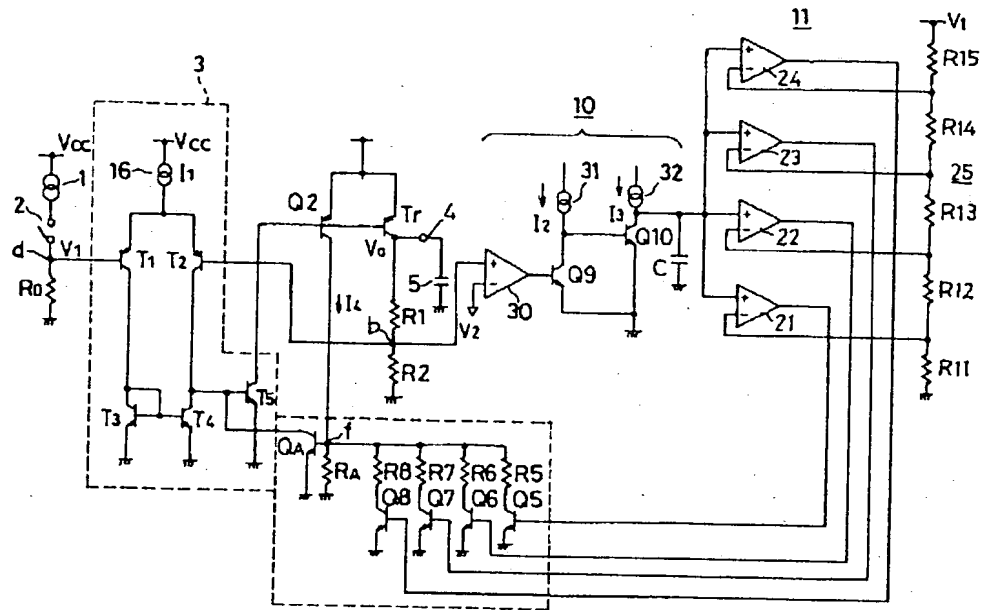 11
V1
R15
24
3
R14
10
Vcc
Vcc
23
25
1
16
I1
31
32
R13
2
Q2
Tr
4
I2
I3
Q10
22
d
V1
T1
T2
Va
5
Q9
C
R12
R0
I4
R1
30
21
b
V2
R2
R11
T3
T4
T5
QA
f
RA
R8
R7
R6
R5
Q8
Q7
Q6
Q5